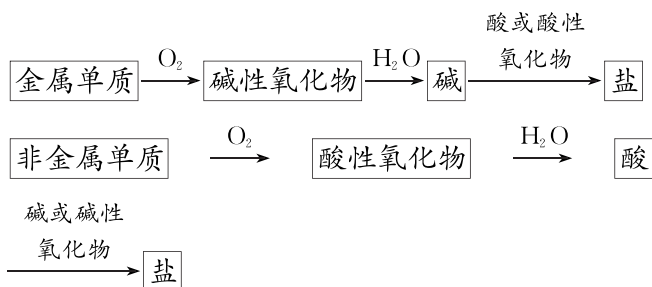 酸或酸性
金属单质 O₂ 碱性氧化物 H₂O 碱 氧化物 盐
非金属单质 O₂ 酸性氧化物 H₂O 酸
碱或碱性
氧化物 盐